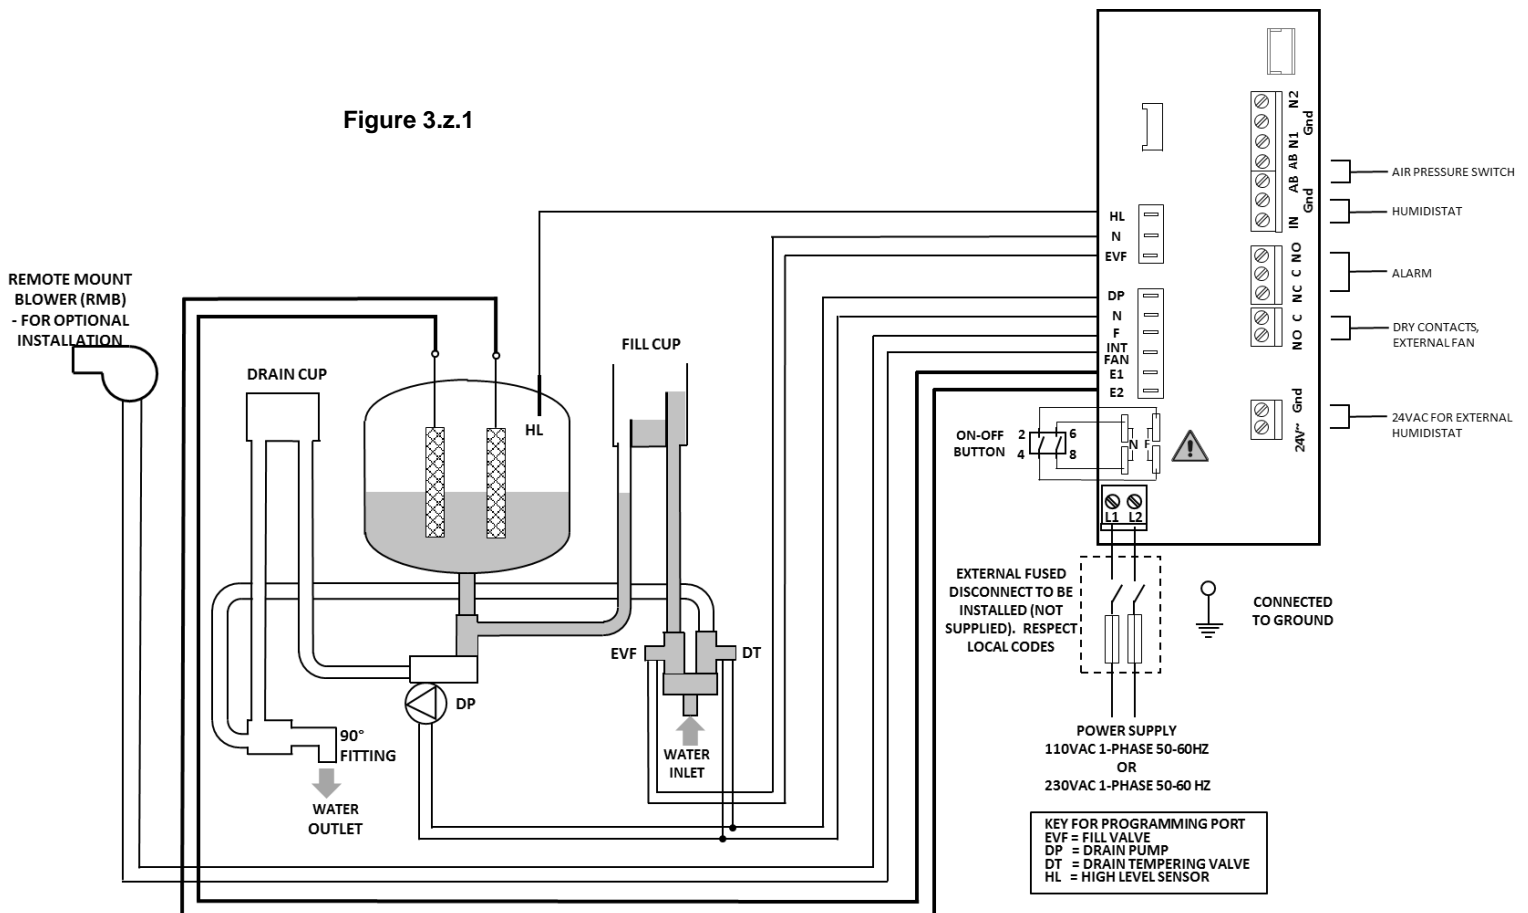 Figure 3.z.1
REMOTE MOUNT
BLOWER (RMB)
- FOR OPTIONAL
INSTALLATION
DRAIN CUP
FILL CUP
HL
EVF
DT
DP
90°
FITTING
WATER
OUTLET
WATER
INLET
HL
N
EVF
DP
N
F
INT
FAN
E1
E2
ON-OFF
BUTTON
2
4
6
8
N F
L1 L2
N2
Gnd
N1
AB
AB
Gnd
IN
NO
C
NC
C
NO
Gnd
24V~
AIR PRESSURE SWITCH
HUMIDISTAT
ALARM
DRY CONTACTS,
EXTERNAL FAN
24VAC FOR EXTERNAL
HUMIDISTAT
EXTERNAL FUSED
DISCONNECT TO BE
INSTALLED (NOT
SUPPLIED). RESPECT
LOCAL CODES
CONNECTED
TO GROUND
POWER SUPPLY
110VAC 1-PHASE 50-60HZ
OR
230VAC 1-PHASE 50-60 HZ
KEY FOR PROGRAMMING PORT
EVF = FILL VALVE
DP = DRAIN PUMP
DT = DRAIN TEMPERING VALVE
HL = HIGH LEVEL SENSOR